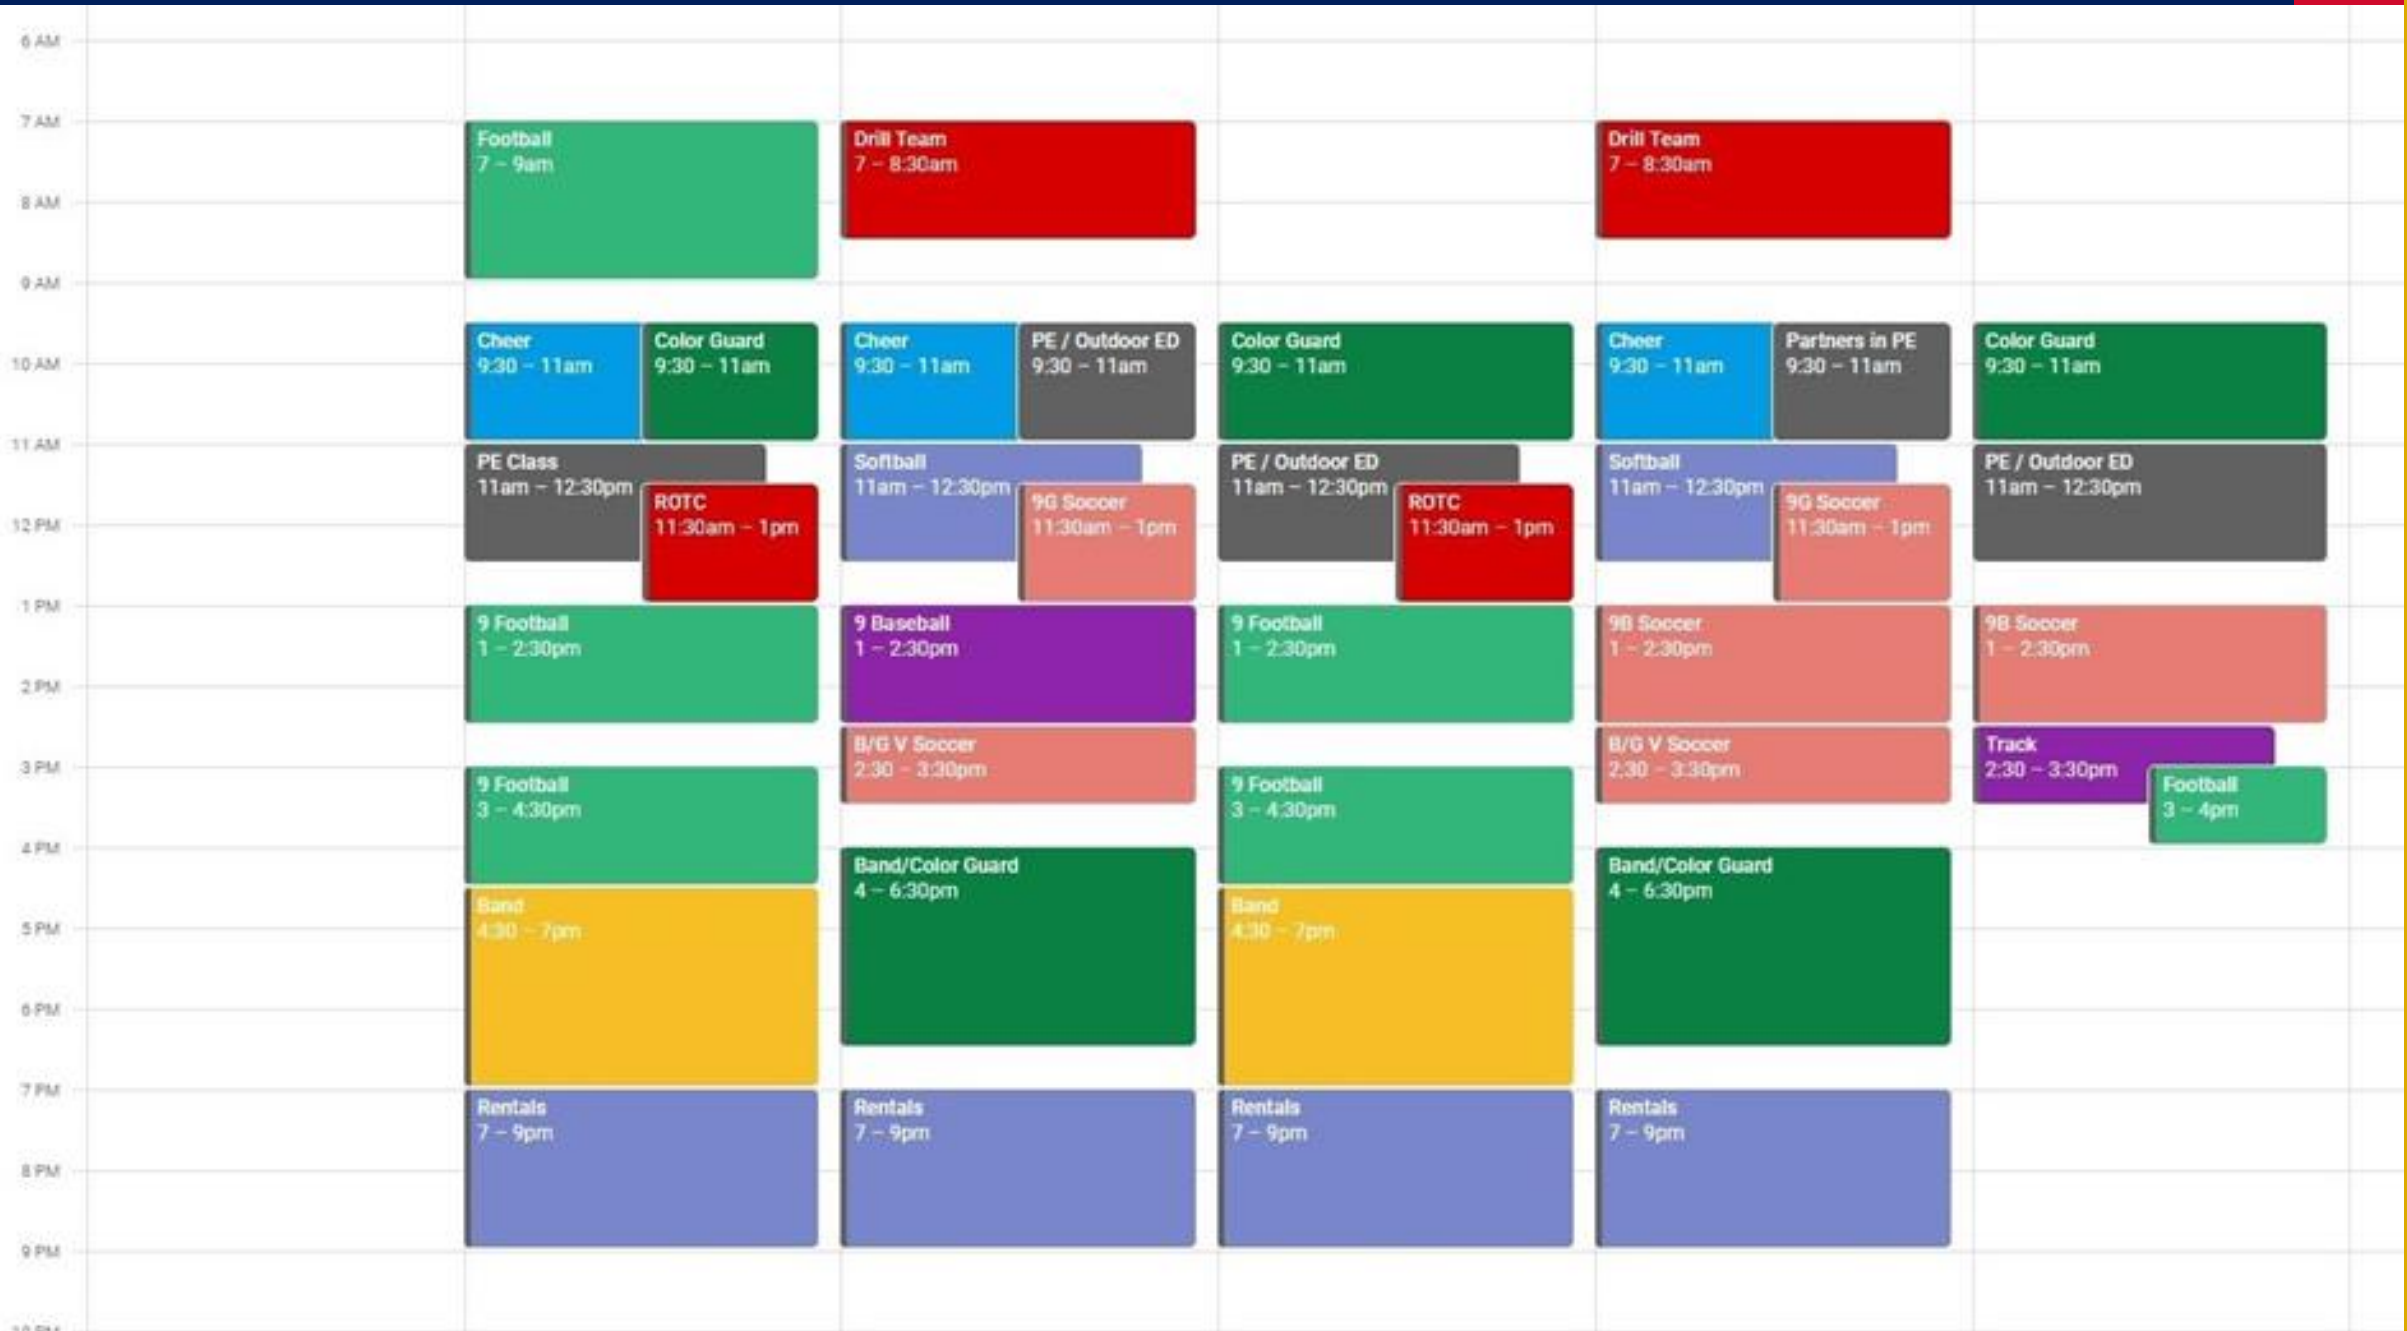 6 AM
7 AM
8 AM
9 AM
10 AM
11 AM
12 PM
1 PM
2 PM
3 PM
4 PM
5 PM
6 PM
7 PM
8 PM
9 PM
10 PM
Football
7 – 9am
Cheer
9:30 – 11am
Color Guard
9:30 – 11am
PE Class
11am – 12:30pm
ROTC
11:30am – 1pm
9 Football
1 – 2:30pm
9 Football
3 – 4:30pm
Band
4:30 – 7pm
Rentals
7 – 9pm
Drill Team
7 – 8:30am
Cheer
9:30 – 11am
PE / Outdoor ED
9:30 – 11am
Softball
11am – 12:30pm
9G Soccer
11:30am – 1pm
9 Baseball
1 – 2:30pm
B/G V Soccer
2:30 – 3:30pm
Band/Color Guard
4 – 6:30pm
Rentals
7 – 9pm
Color Guard
9:30 – 11am
PE / Outdoor ED
11am – 12:30pm
ROTC
11:30am – 1pm
9 Football
1 – 2:30pm
9 Football
3 – 4:30pm
Band
4:30 – 7pm
Rentals
7 – 9pm
Drill Team
7 – 8:30am
Cheer
9:30 – 11am
Partners in PE
9:30 – 11am
Softball
11am – 12:30pm
9G Soccer
11:30am – 1pm
9B Soccer
1 – 2:30pm
B/G V Soccer
2:30 – 3:30pm
Band/Color Guard
4 – 6:30pm
Rentals
7 – 9pm
Color Guard
9:30 – 11am
PE / Outdoor ED
11am – 12:30pm
9B Soccer
1 – 2:30pm
Track
2:30 – 3:30pm
Football
3 – 4pm